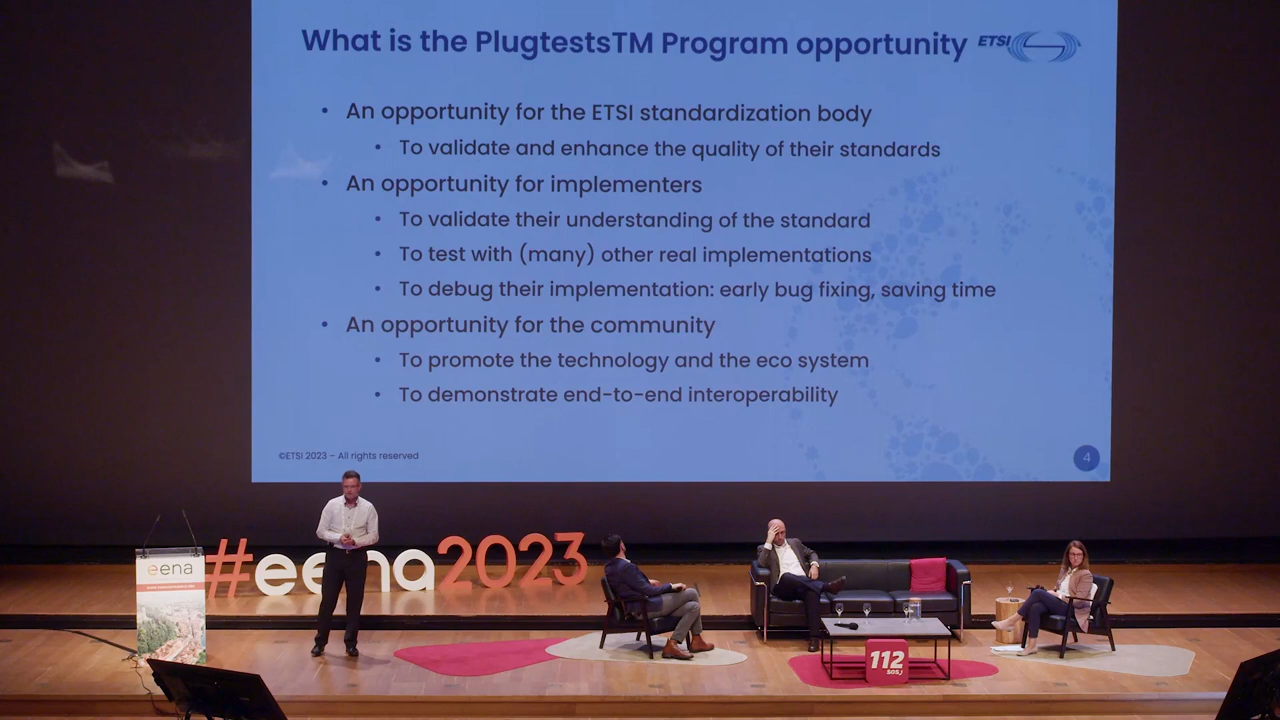 What is the PlugtestsTM Program opportunity
ETSI
• An opportunity for the ETSI standardization body
• To validate and enhance the quality of their standards
• An opportunity for implementers
• To validate their understanding of the standard
• To test with (many) other real implementations
• To debug their implementation: early bug fixing, saving time
• An opportunity for the community
• To promote the technology and the eco system
• To demonstrate end-to-end interoperability
©ETSI 2023 – All rights reserved
4
eena
#eena2023
112
SOS